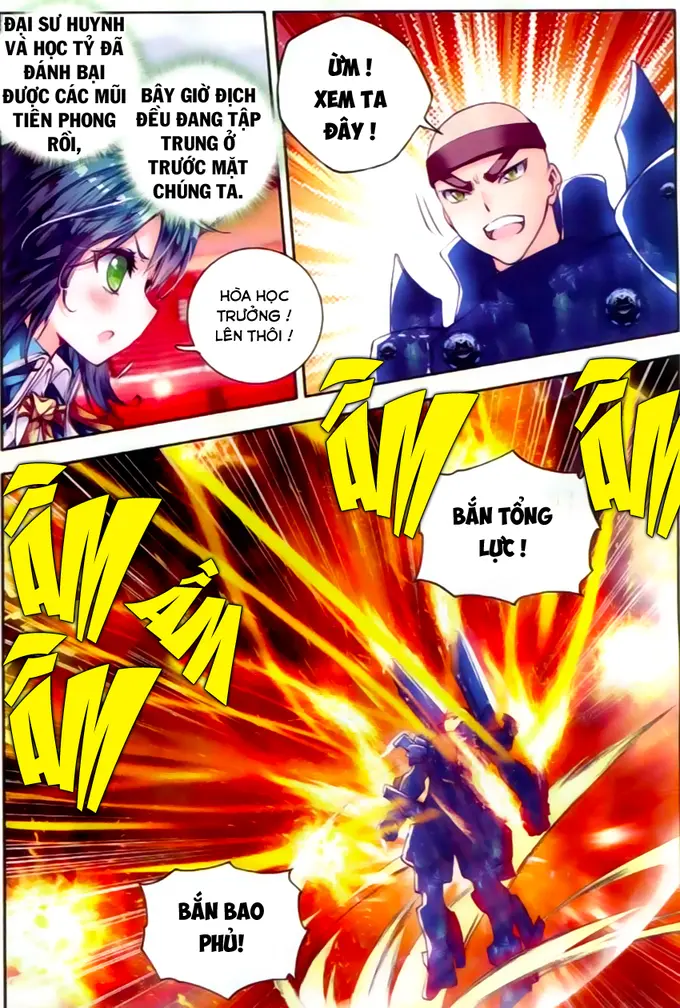 ĐẠI SƯ HUYNH
VÀ HỌC TỶ ĐÃ
ĐÁNH BẠI
ĐƯỢC CÁC MŨI
TIÊN PHONG
RỒI,
BÂY GIỜ ĐỊCH
ĐỀU ĐANG TẬP
TRUNG Ở
TRƯỚC MẶT
CHÚNG TA.
HỎA HỌC
TRƯỞNG !
LÊN THÔI !
ỪM !
XEM TA
ĐÂY !
ẦM
ẦM
BẮN TỔNG
LỰC !
ẦM
ẦM
ẦM
BẮN BAO
PHỦ!